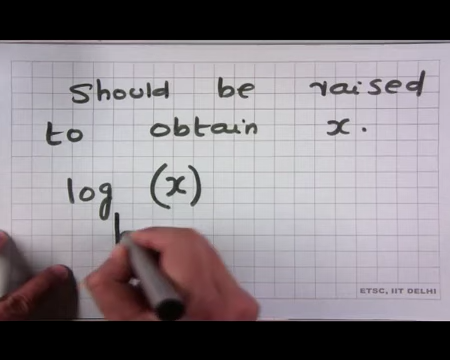 Should be raised
to obtain x.
log (x)
ETSC, IIT DELHI